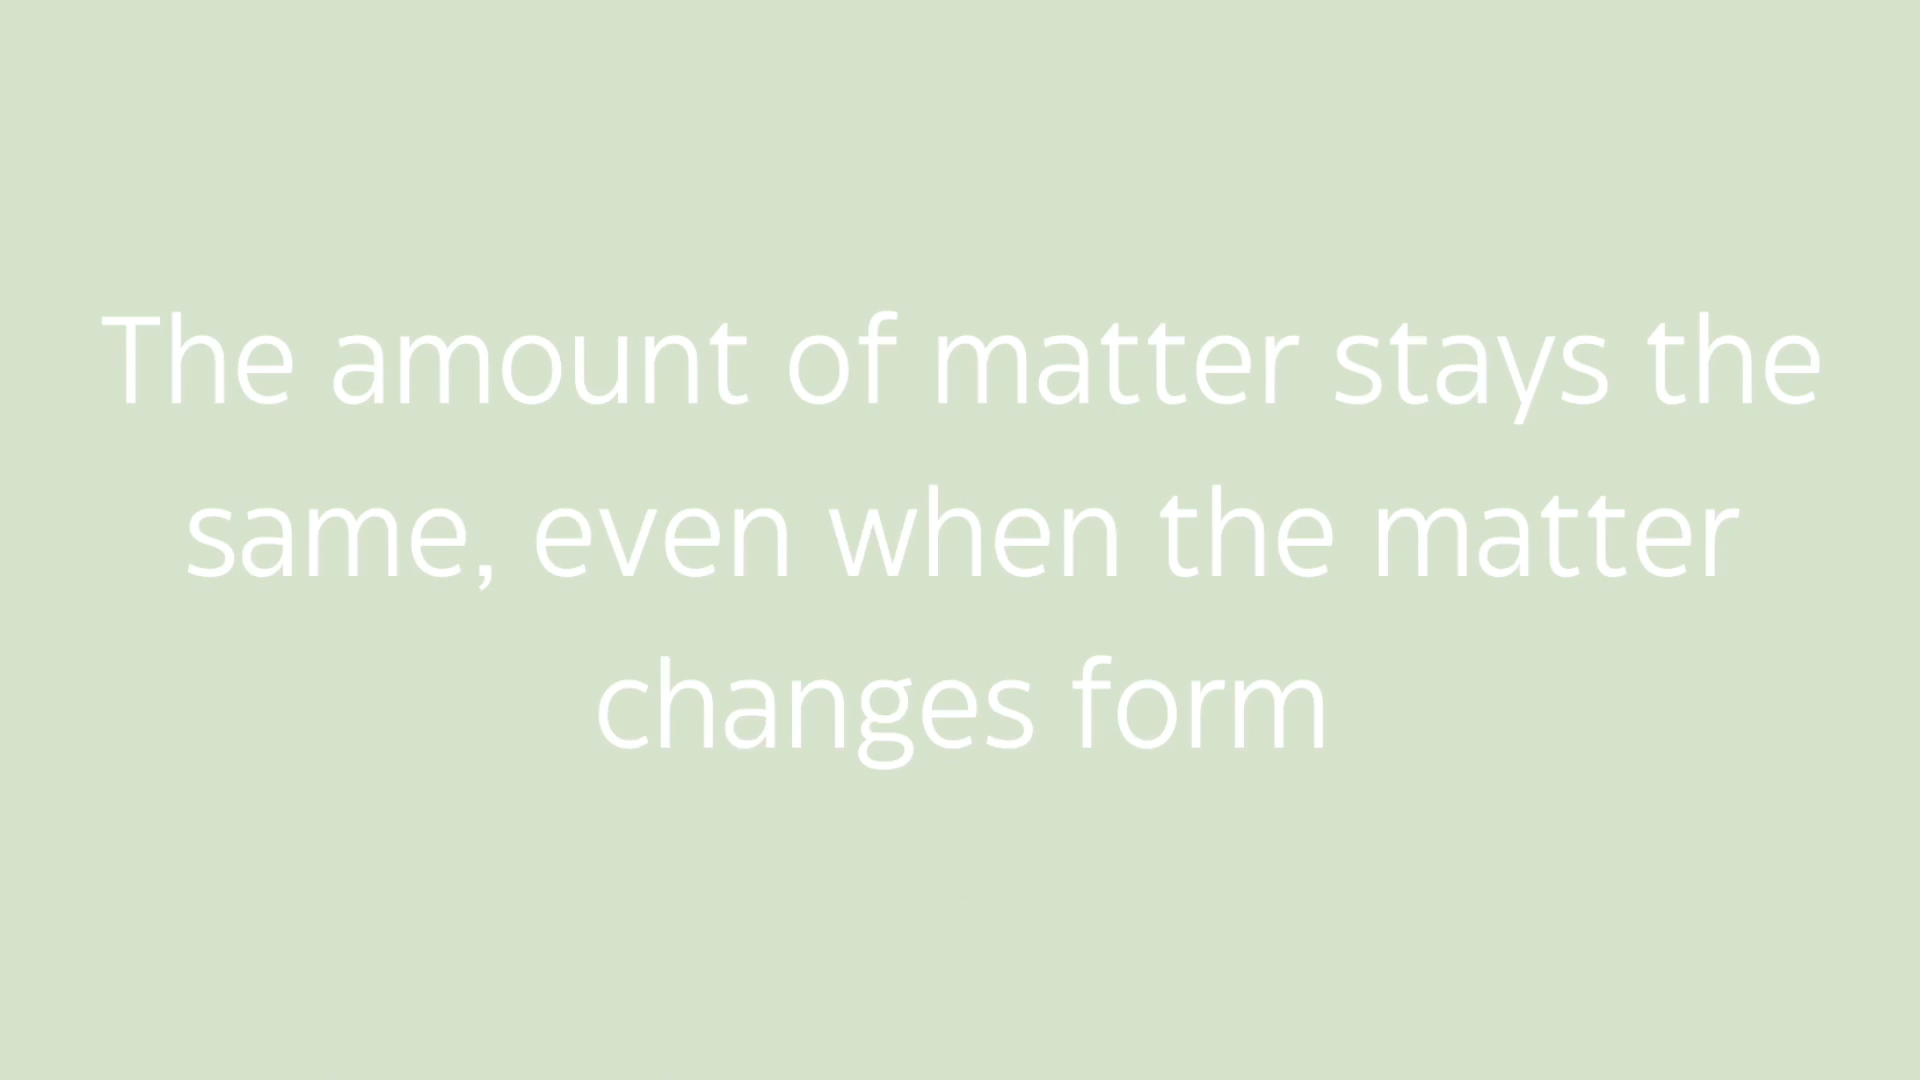 The amount of matter stays the
same, even when the matter
changes form